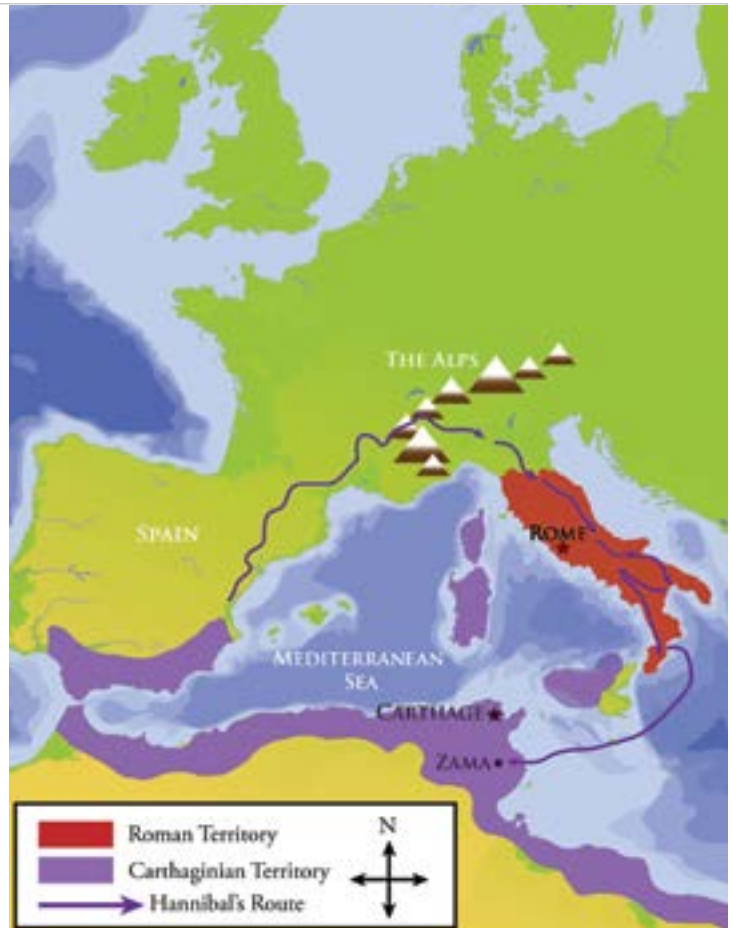 THE ALPS
SPAIN
ROME
MEDITERRANEAN
SEA
CARTHAGE
ZAMA
Roman Territory
Carthaginian Territory
Hannibal's Route
N